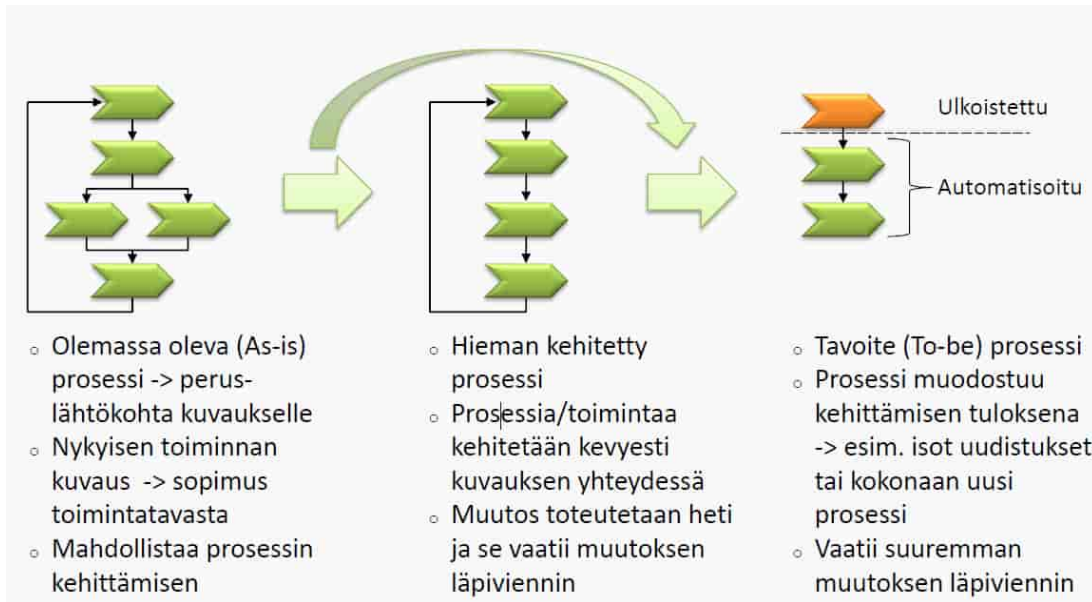 Ulkoistettu
Automatisoitu
○ Olemassa oleva (As-is)
prosessi -> perus-
lähtökohta kuvaukselle
○ Nykyisen toiminnan
kuvaus -> sopimus
toimintatavasta
○ Mahdollistaa prosessin
kehittämisen
○ Hieman kehitetty
prosessi
○ Prosessia/toimintaa
kehitetään kevyesti
kuvauksen yhteydessä
○ Muutos toteutetaan heti
ja se vaatii muutoksen
läpiviennin
○ Tavoite (To-be) prosessi
○ Prosessi muodostuu
kehittämisen tuloksena
-> esim. isot uudistukset
tai kokonaan uusi
prosessi
○ Vaatii suuremman
muutoksen läpiviennin